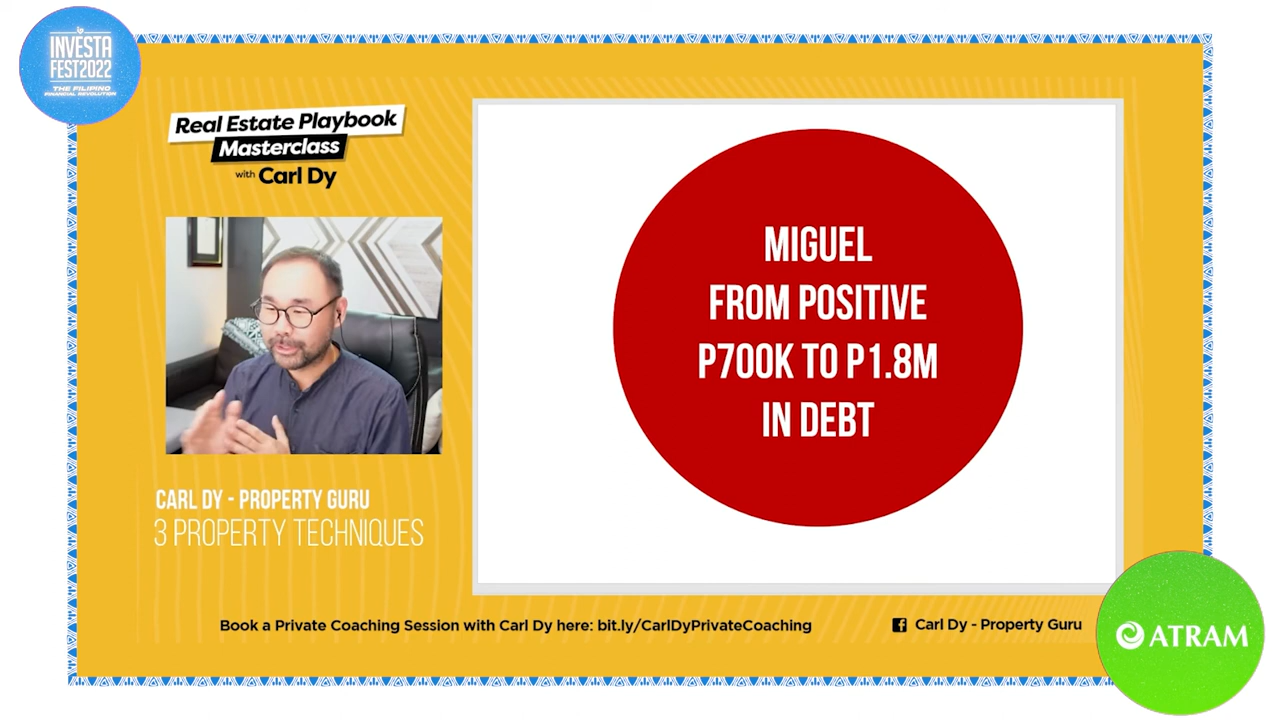 INVESTA
FEST2022
THE FILIPINO
FINANCIAL REVOLUTION
Real Estate Playbook
Masterclass
with Carl Dy
MIGUEL
FROM POSITIVE
P700K TO P1.8M
IN DEBT
CARL DY - PROPERTY GURU
3 PROPERTY TECHNIQUES
Book a Private Coaching Session with Carl Dy here: bit.ly/CarlDyPrivateCoaching
Carl Dy - Property Guru
ATRAM